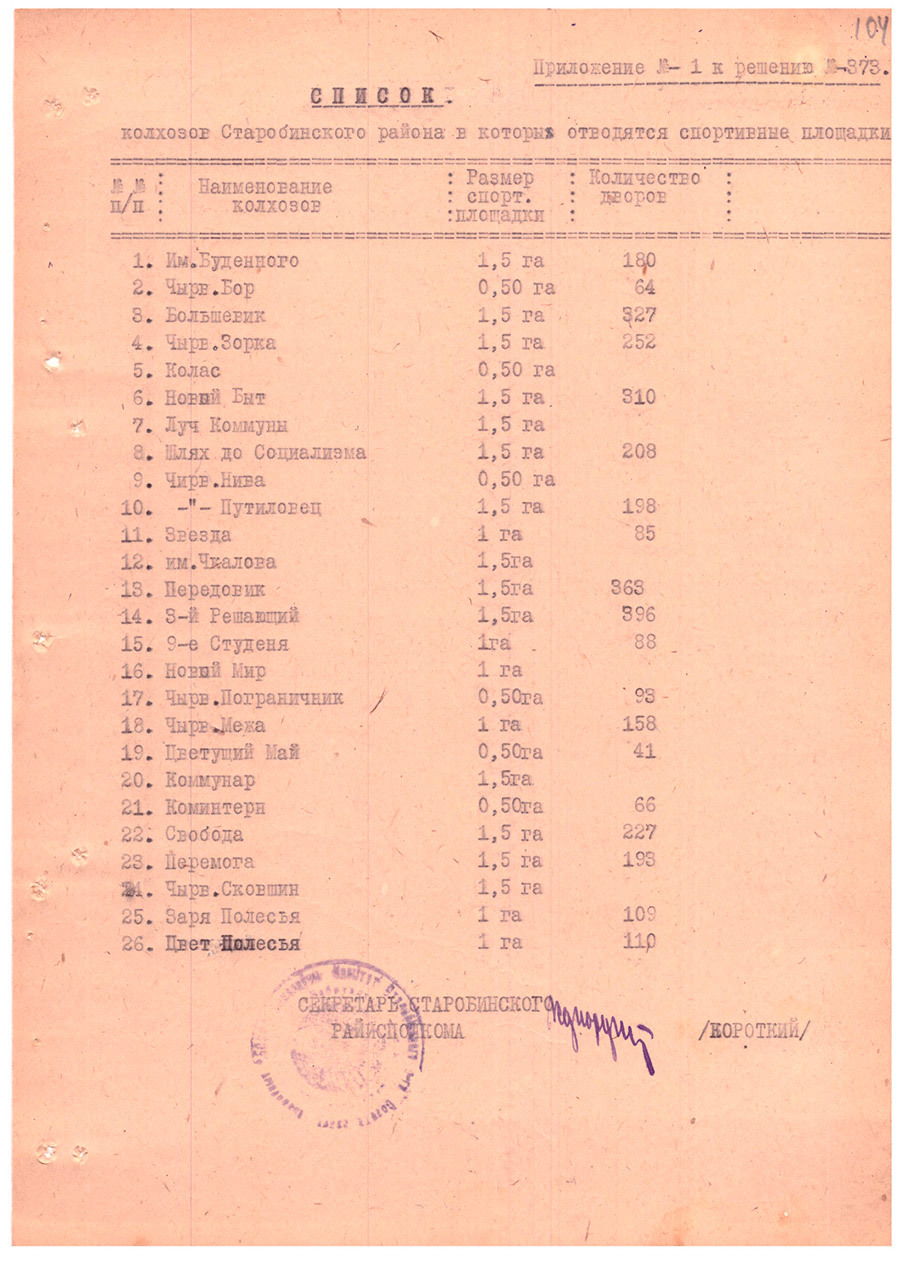 104
Приложение №- 1 к решению №-373.
СПИСОК.
колхозов Старобинского района в которых отводятся спортивные площадки
№ № : Наименование : Размер : Количество :
п/п : колхозов : спорт. : дворов :
: площадки :
1. Им.Буденного 1,5 га 180
2. Чырв.Бор 0,50 га 64
3. Большевик 1,5 га 327
4. Чырв.Зорка 1,5 га 252
5. Колас 0,50 га
6. Новый Быт 1,5 га 310
7. Луч Коммуны 1,5 га
8. Шлях до Социализма 1,5 га 208
9. Чирв.Нива 0,50 га
10. -"- Путиловец 1,5 га 198
11. Звезда 1 га 85
12. им.Чкалова 1,5га
13. Передовик 1,5га 363
14. 3-й Решающий 1,5га 396
15. 9-е Студеня 1га 88
16. Новый Мир 1 га
17. Чырв.Пограничник 0,50га 93
18. Чырв.Межа 1 га 158
19. Цветущий Май 0,50га 41
20. Коммунар 1,5га
21. Коминтерн 0,50га 66
22. Свобода 1,5 га 227
23. Перемога 1,5 га 193
24. Чырв.Сковшин 1,5 га
25. Заря Полесья 1 га 109
26. Цвет Полесья 1 га 110
СЕКРЕТАРЬ СТАРОБИНСКОГО
РАЙИСПОЛКОМА /КОРОТКИЙ/